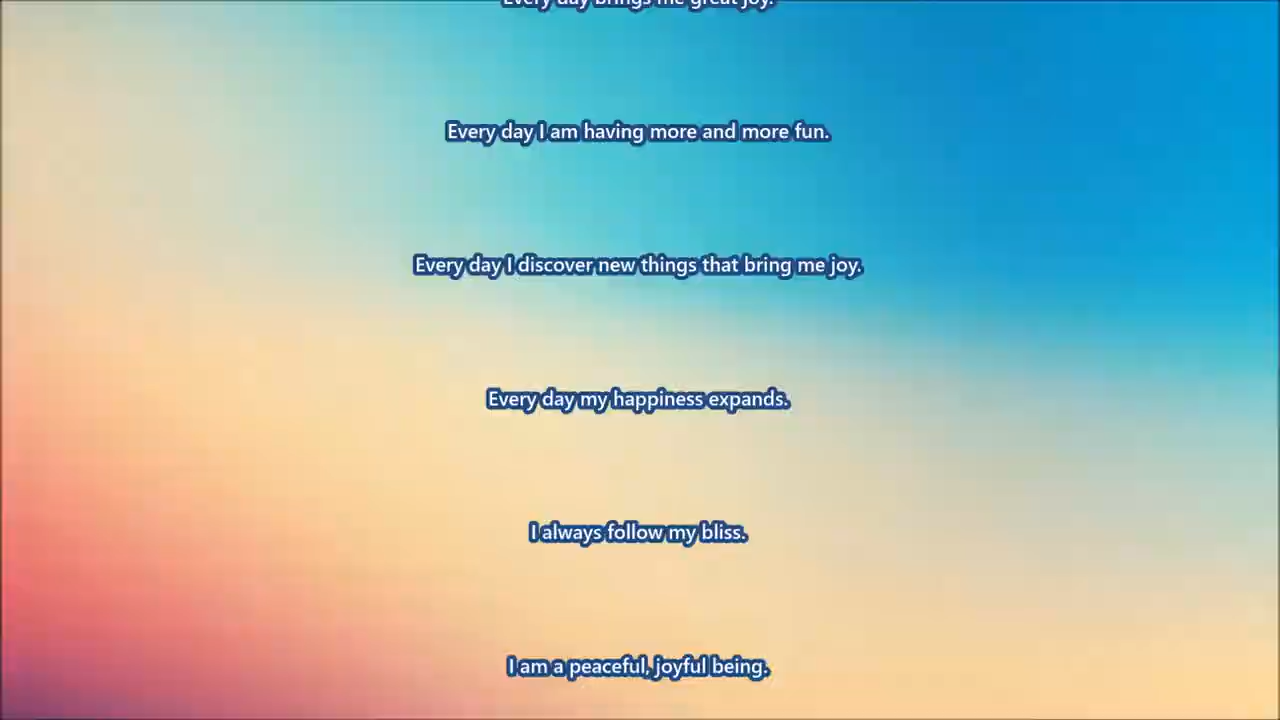 Every day brings me great joy.
Every day I am having more and more fun.
Every day I discover new things that bring me joy.
Every day my happiness expands.
I always follow my bliss.
I am a peaceful, joyful being.